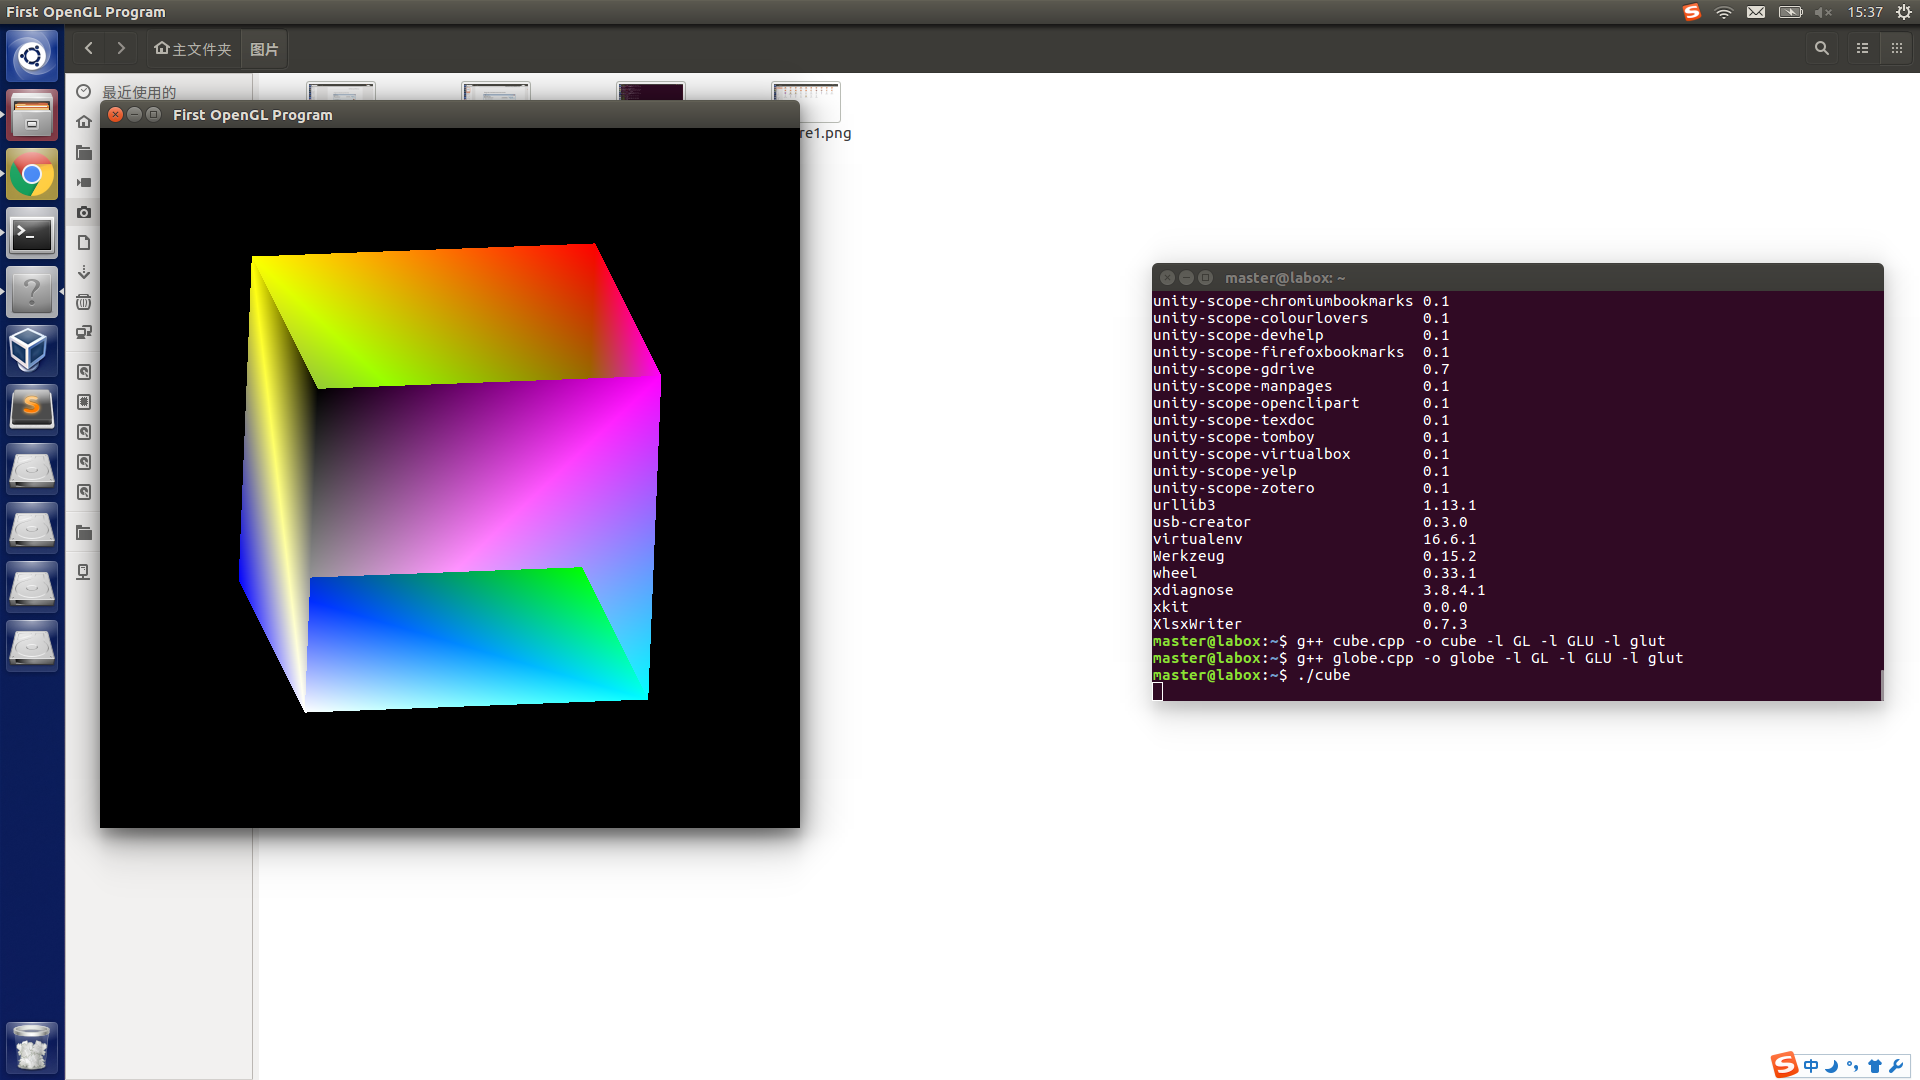 First OpenGL Program
15:37
主文件夹
图片
最近使用的
re1.png
First OpenGL Program
master@labox: ~
unity-scope-chromiumbookmarks 0.1
unity-scope-colourlovers 0.1
unity-scope-devhelp 0.1
unity-scope-firefoxbookmarks 0.1
unity-scope-gdrive 0.7
unity-scope-manpages 0.1
unity-scope-openclipart 0.1
unity-scope-texdoc 0.1
unity-scope-tomboy 0.1
unity-scope-virtualbox 0.1
unity-scope-yelp 0.1
unity-scope-zotero 0.1
urllib3 1.13.1
usb-creator 0.3.0
virtualenv 16.6.1
Werkzeug 0.15.2
wheel 0.33.1
xdiagnose 3.8.4.1
xkit 0.0.0
XlsxWriter 0.7.3
master@labox:~$ g++ cube.cpp -o cube -l GL -l GLU -l glut
master@labox:~$ g++ globe.cpp -o globe -l GL -l GLU -l glut
master@labox:~$ ./cube
中